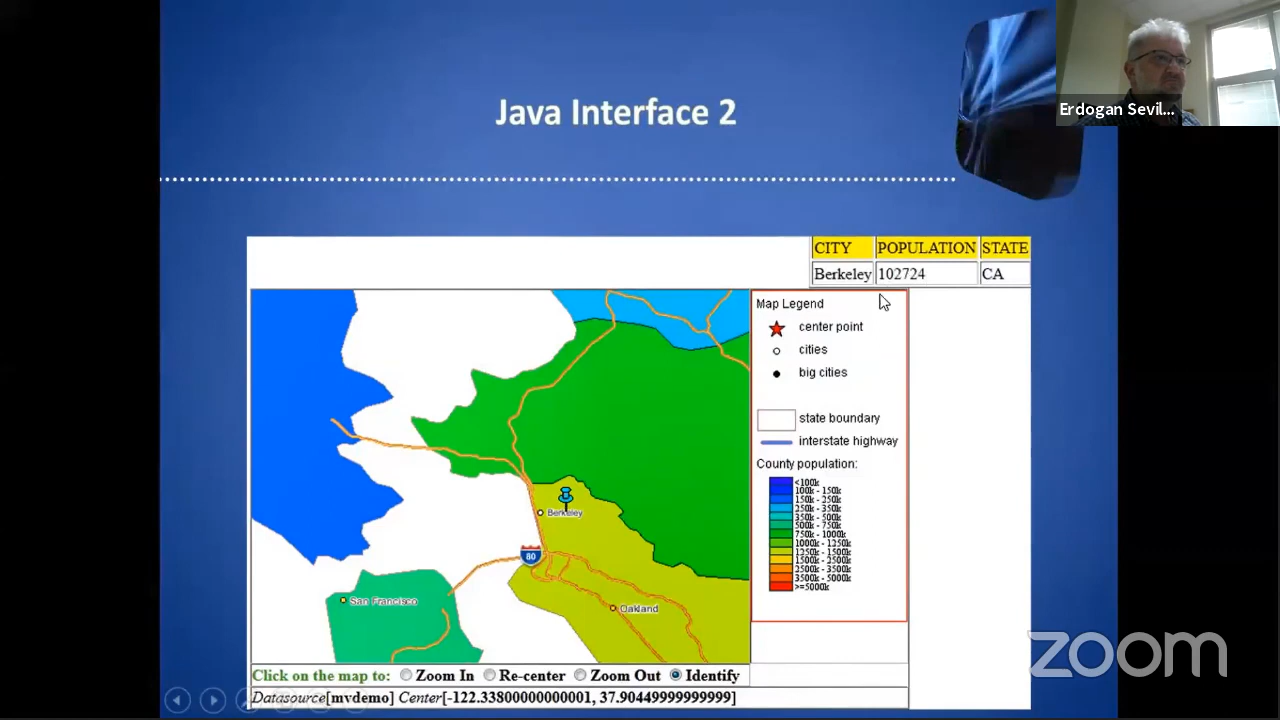 Erdogan Sevil...
Java Interface 2
CITY POPULATION STATE
Berkeley 102724 CA
Map Legend
center point
cities
big cities
state boundary
interstate highway
County population:
<100k
100k - 150k
150k - 250k
250k - 350k
350k - 500k
500k - 750k
750k - 1000k
1000k - 1250k
1250k - 1500k
1500k - 2500k
2500k - 3500k
3500k - 5000k
>=5000k
Berkeley
80
San Francisco
Oakland
zoom
Click on the map to: Zoom In Re-center Zoom Out Identify
Datasource[mvdemo] Center[-122.33800000000001, 37.90449999999999]